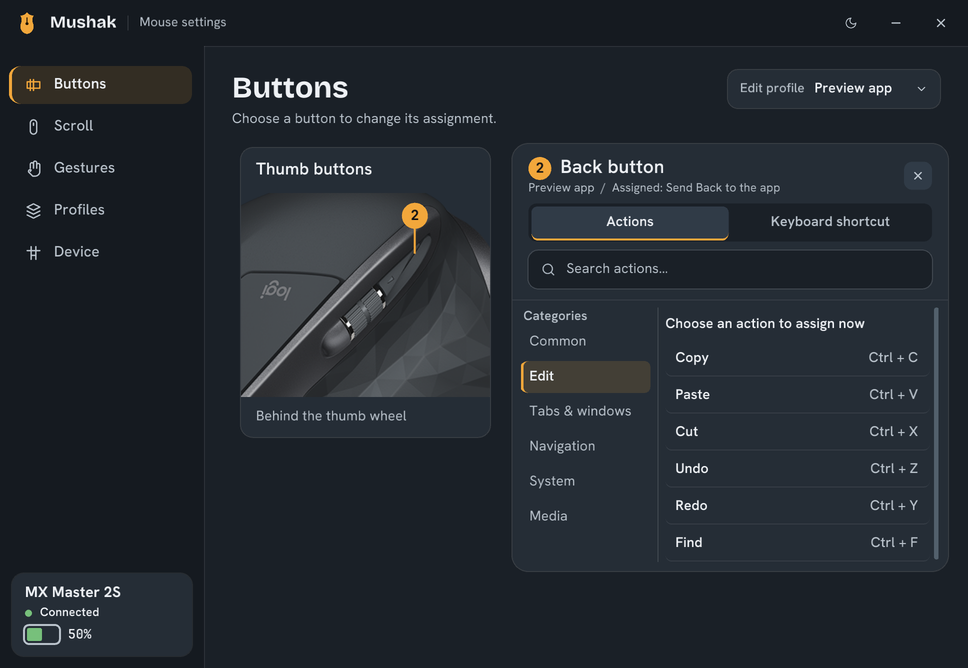 Mushak
Mouse settings
Buttons
Scroll
Gestures
Profiles
Device
MX Master 2S
Connected
50%
Buttons
Choose a button to change its assignment.
Edit profile Preview app
Thumb buttons
2
logi
Behind the thumb wheel
2 Back button
Preview app / Assigned: Send Back to the app
Actions
Keyboard shortcut
Search actions...
Categories
Common
Edit
Tabs & windows
Navigation
System
Media
Choose an action to assign now
Copy Ctrl + C
Paste Ctrl + V
Cut Ctrl + X
Undo Ctrl + Z
Redo Ctrl + Y
Find Ctrl + F